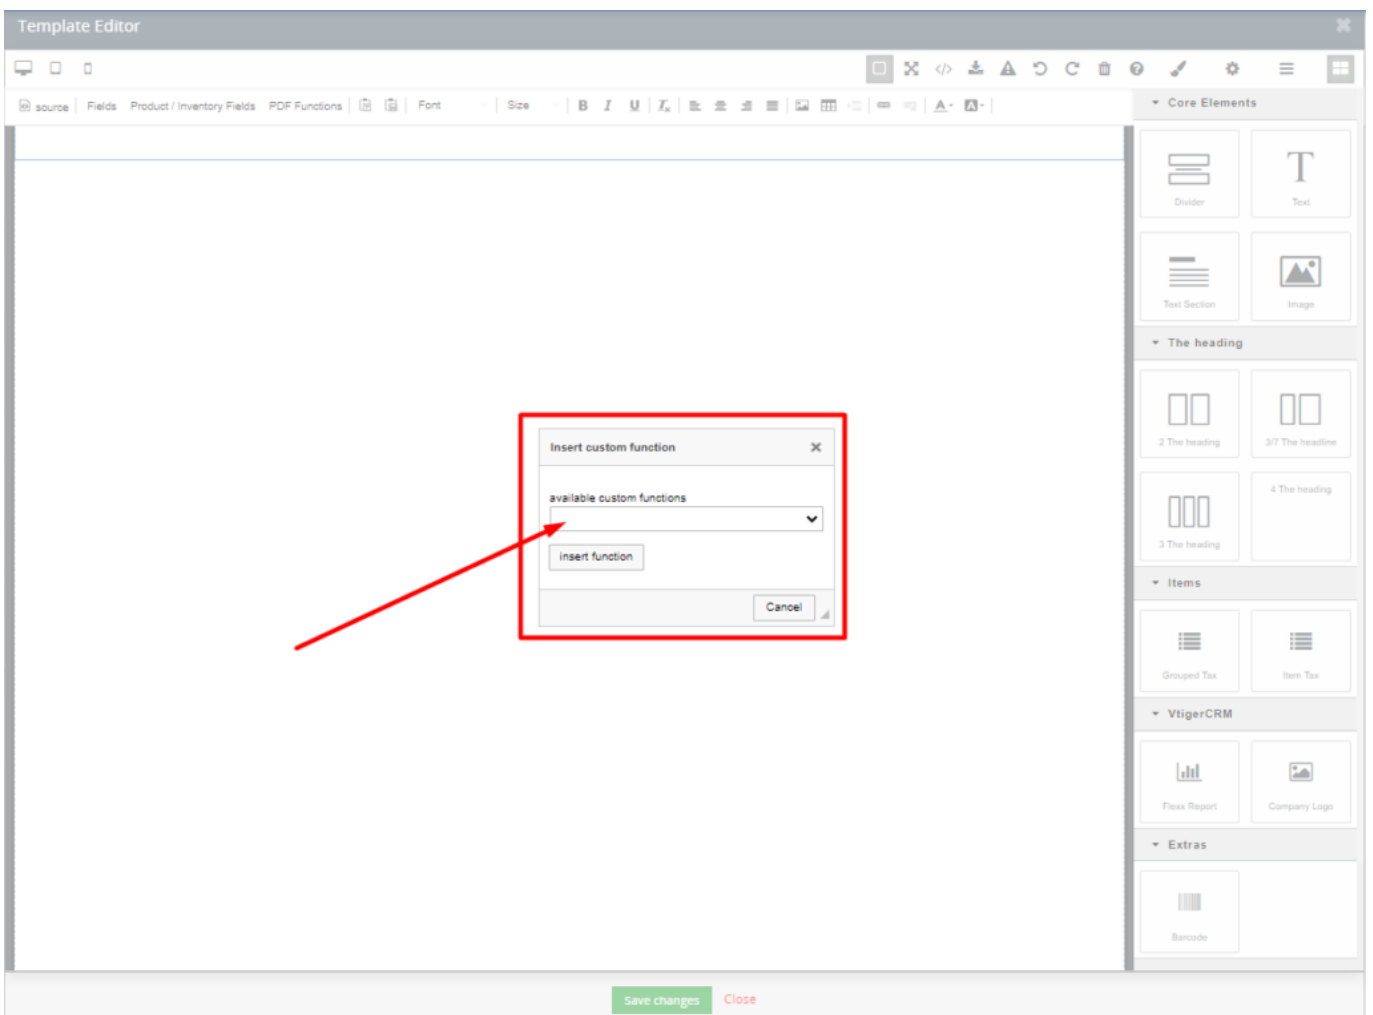 Template Editor
source Fields Product / Inventory Fields PDF Functions Font Size B I U Ix A A
Core Elements
Divider Text
Text Section Image
The heading
2 The heading 3/7 The headline
3 The heading 4 The heading
Items
Grouped Tax Item Tax
VtigerCRM
Flexx Report Company Logo
Extras
Barcode
Insert custom function
available custom functions
insert function
Cancel
Save changes Close